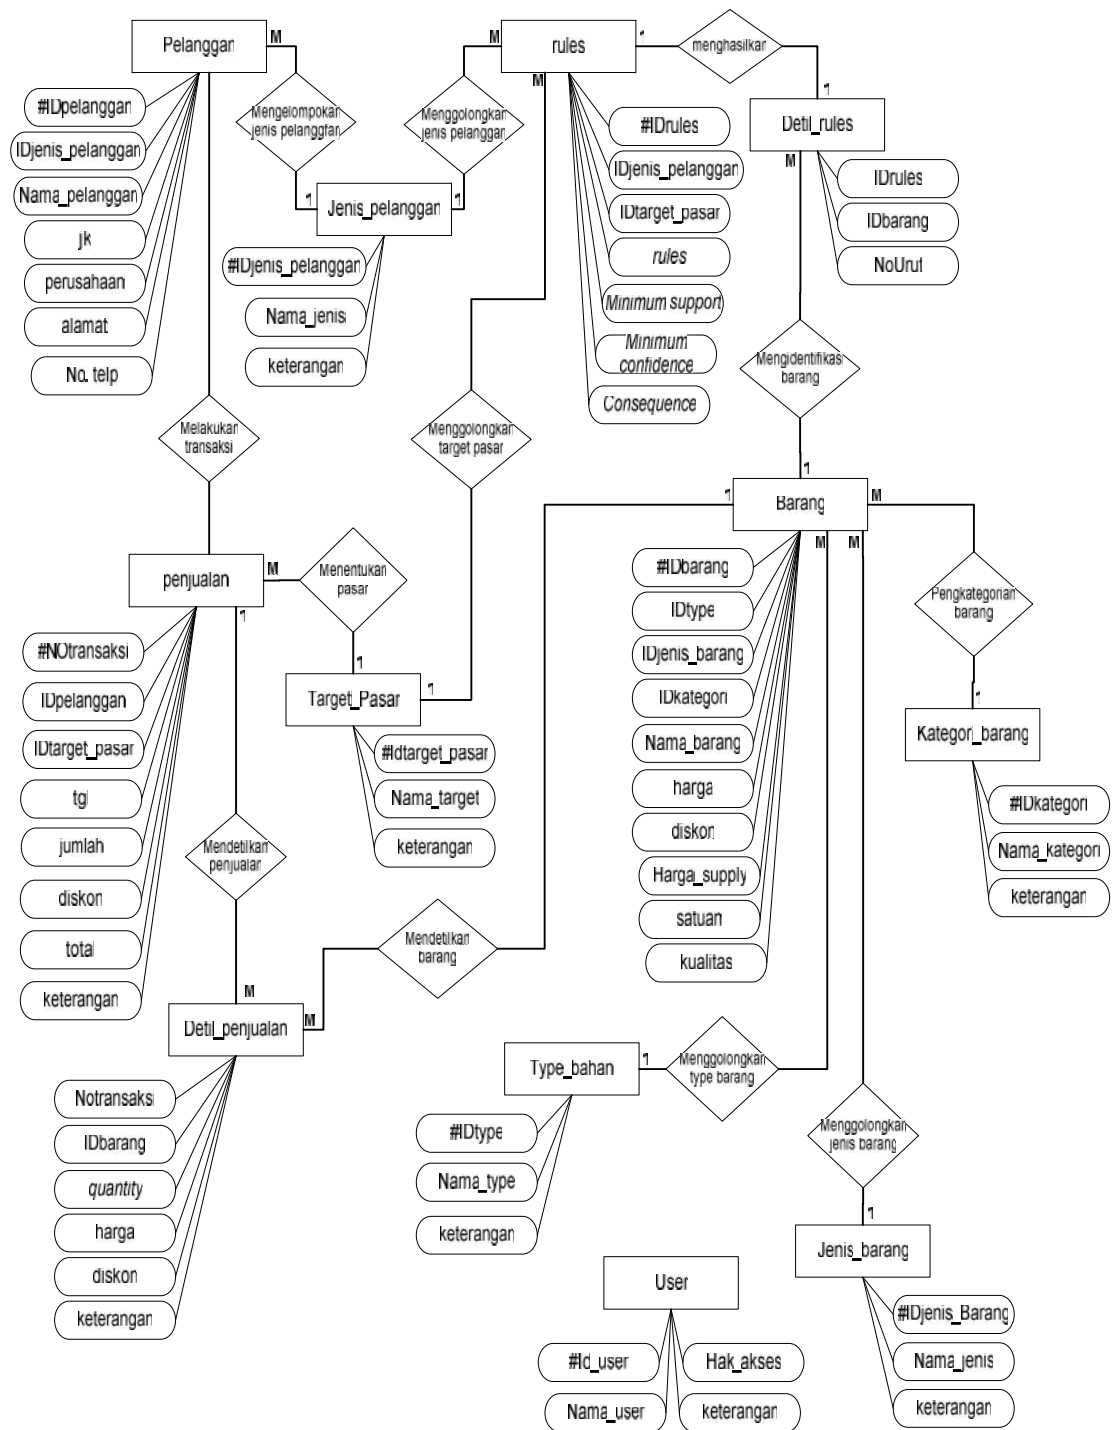 Pelanggan
M
M
rules
1
menghasilkan
1
Detil_rules
M
M
#IDpelanggan
IDjenis_pelanggan
Nama_pelanggan
jk
perusahaan
alamat
No. telp
Mengelompokan
jenis pelanggfan
Menggolongkan
jenis pelanggan
1
Jenis_pelanggan
1
#IDjenis_pelanggan
Nama_jenis
keterangan
#IDrules
IDjenis_pelanggan
IDtarget_pasar
rules
Minimum support
Minimum
confidence
Consequence
IDrules
IDbarang
NoUrut
Mengidentifikasi
barang
Melakukan
transaksi
Menggolongkan
target pasar
1
1
Barang
M
M
M
penjualan
M
1
Menentukan
pasar
1
Target_Pasar
1
#NOtransaksi
IDpelanggan
IDtarget_pasar
tgl
jumlah
diskon
total
keterangan
#Idtarget_pasar
Nama_target
keterangan
#IDbarang
IDtype
IDjenis_barang
IDkategori
Nama_barang
harga
diskon
Harga_supply
satuan
kualitas
Pengkategorian
barang
1
Kategori_barang
#IDkategori
Nama_kategori
keterangan
Mendetilkan
penjualan
Mendetilkan
barang
M
Detil_penjualan
M
Notransaksi
IDbarang
quantity
harga
diskon
keterangan
Type_bahan
1
Menggolongkan
type barang
#IDtype
Nama_type
keterangan
Menggolongkan
jenis barang
1
Jenis_barang
#IDjenis_Barang
Nama_jenis
keterangan
User
#Id_user
Hak_akses
Nama_user
keterangan